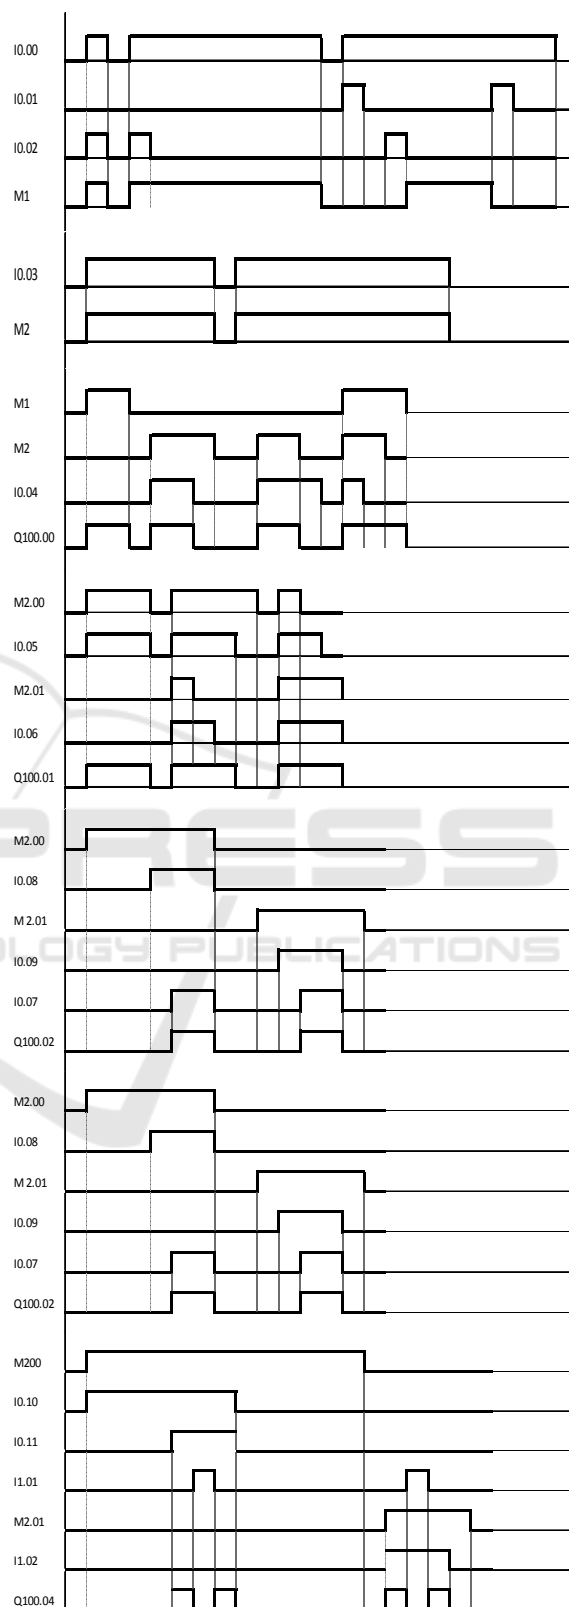 I0.00
I0.01
I0.02
M1
I0.03
M2
M1
M2
I0.04
Q100.00
M2.00
I0.05
M2.01
I0.06
Q100.01
PRESS
M2.00
I0.08
M 2.01
OLOGY PUBLICATIONS
I0.09
I0.07
Q100.02
M2.00
I0.08
M 2.01
I0.09
I0.07
Q100.02
M200
I0.10
I0.11
I1.01
M2.01
I1.02
Q100.04